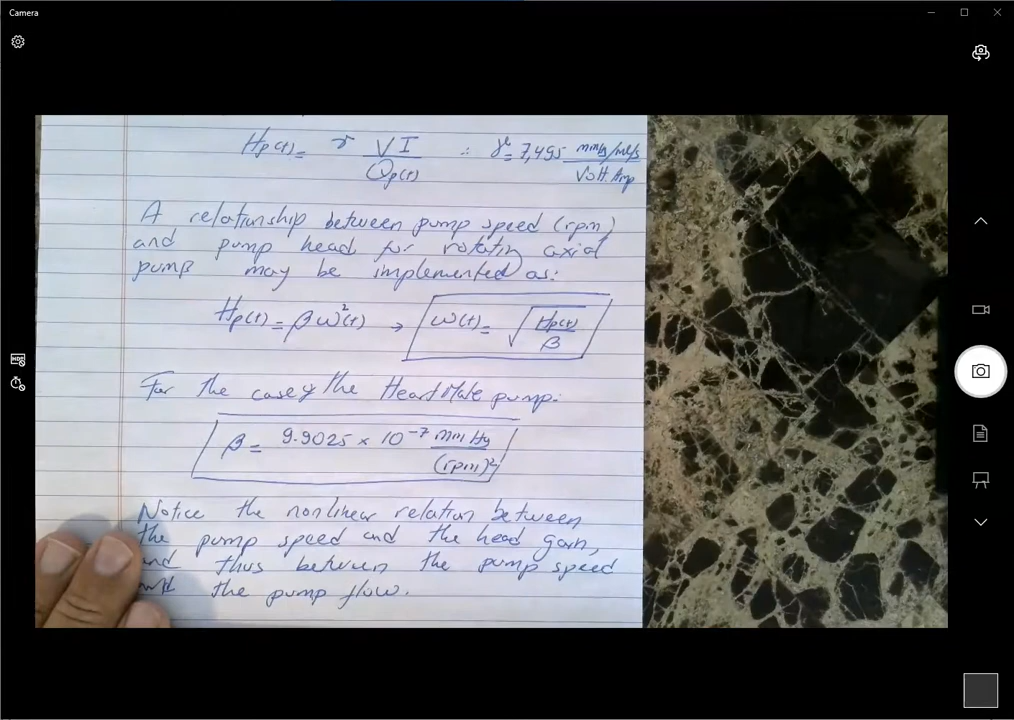 Camera
Hp(t) = γ VI / Qp(t) ∴ γ = 7,495 mmHg/ml/s / Volt.Amp
A relationship between pump speed (rpm)
and pump head for rotatin axial
pump may be implemented as:
Hp(t) = βω²(t) → ω(t) = √(Hp(t) / β)
For the case of the HeartMate pump:
β = 9.9025 × 10⁻⁷ mmHg / (rpm)²
Notice the nonlinear relation between
the pump speed and the head gain,
and thus between the pump speed
and the pump flow.